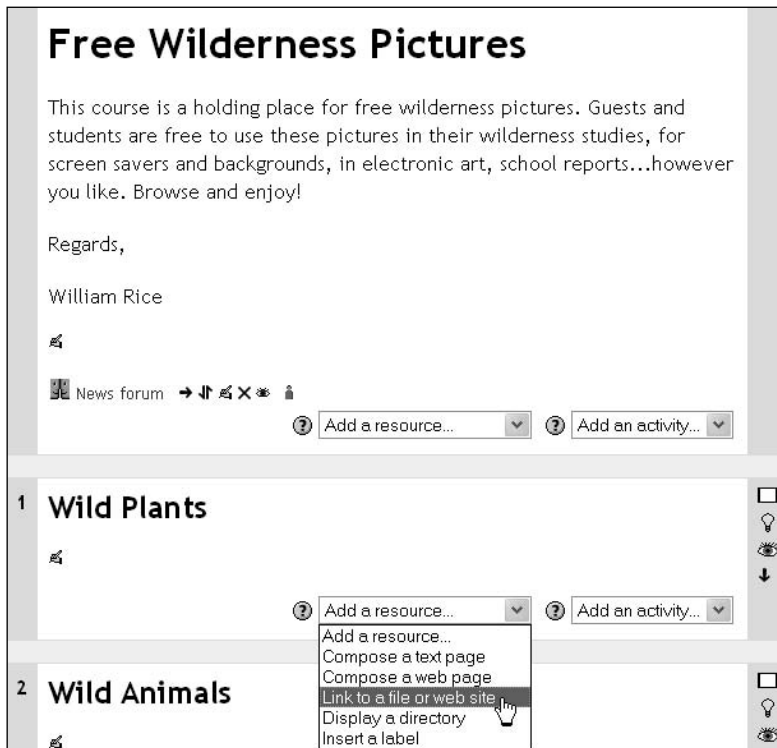 Free Wilderness Pictures
This course is a holding place for free wilderness pictures. Guests and
students are free to use these pictures in their wilderness studies, for
screen savers and backgrounds, in electronic art, school reports...however
you like. Browse and enjoy!
Regards,
William Rice
News forum
? Add a resource... ? Add an activity...
1 Wild Plants
? Add a resource... ? Add an activity...
Add a resource...
Compose a text page
Compose a web page
Link to a file or web site
Display a directory
Insert a label
2 Wild Animals